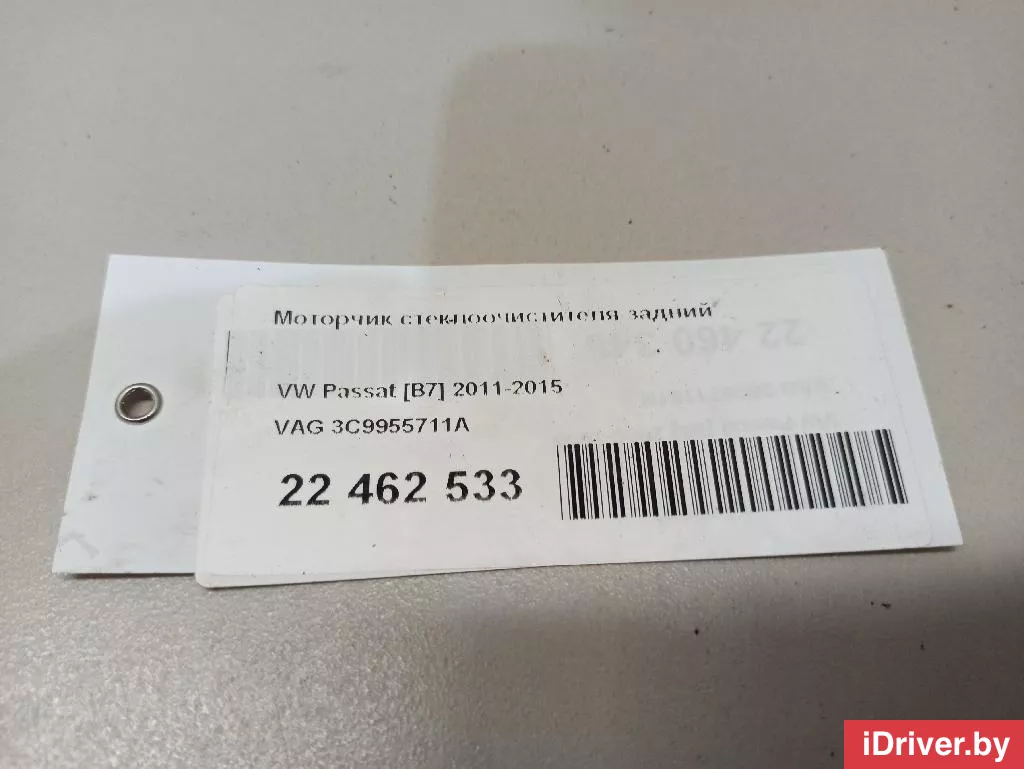 Моторчик стеклоочистителя задний
VW Passat [B7] 2011-2015
VAG 3C9955711A
22 462 533
iDriver.by